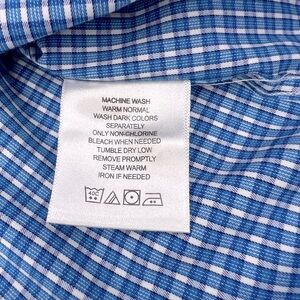 MACHINE WASH
WARM NORMAL
WASH DARK COLORS
SEPARATELY
ONLY NON-CHLORINE
BLEACH WHEN NEEDED
TUMBLE DRY LOW
REMOVE PROMPTLY
STEAM WARM
IRON IF NEEDED
40C